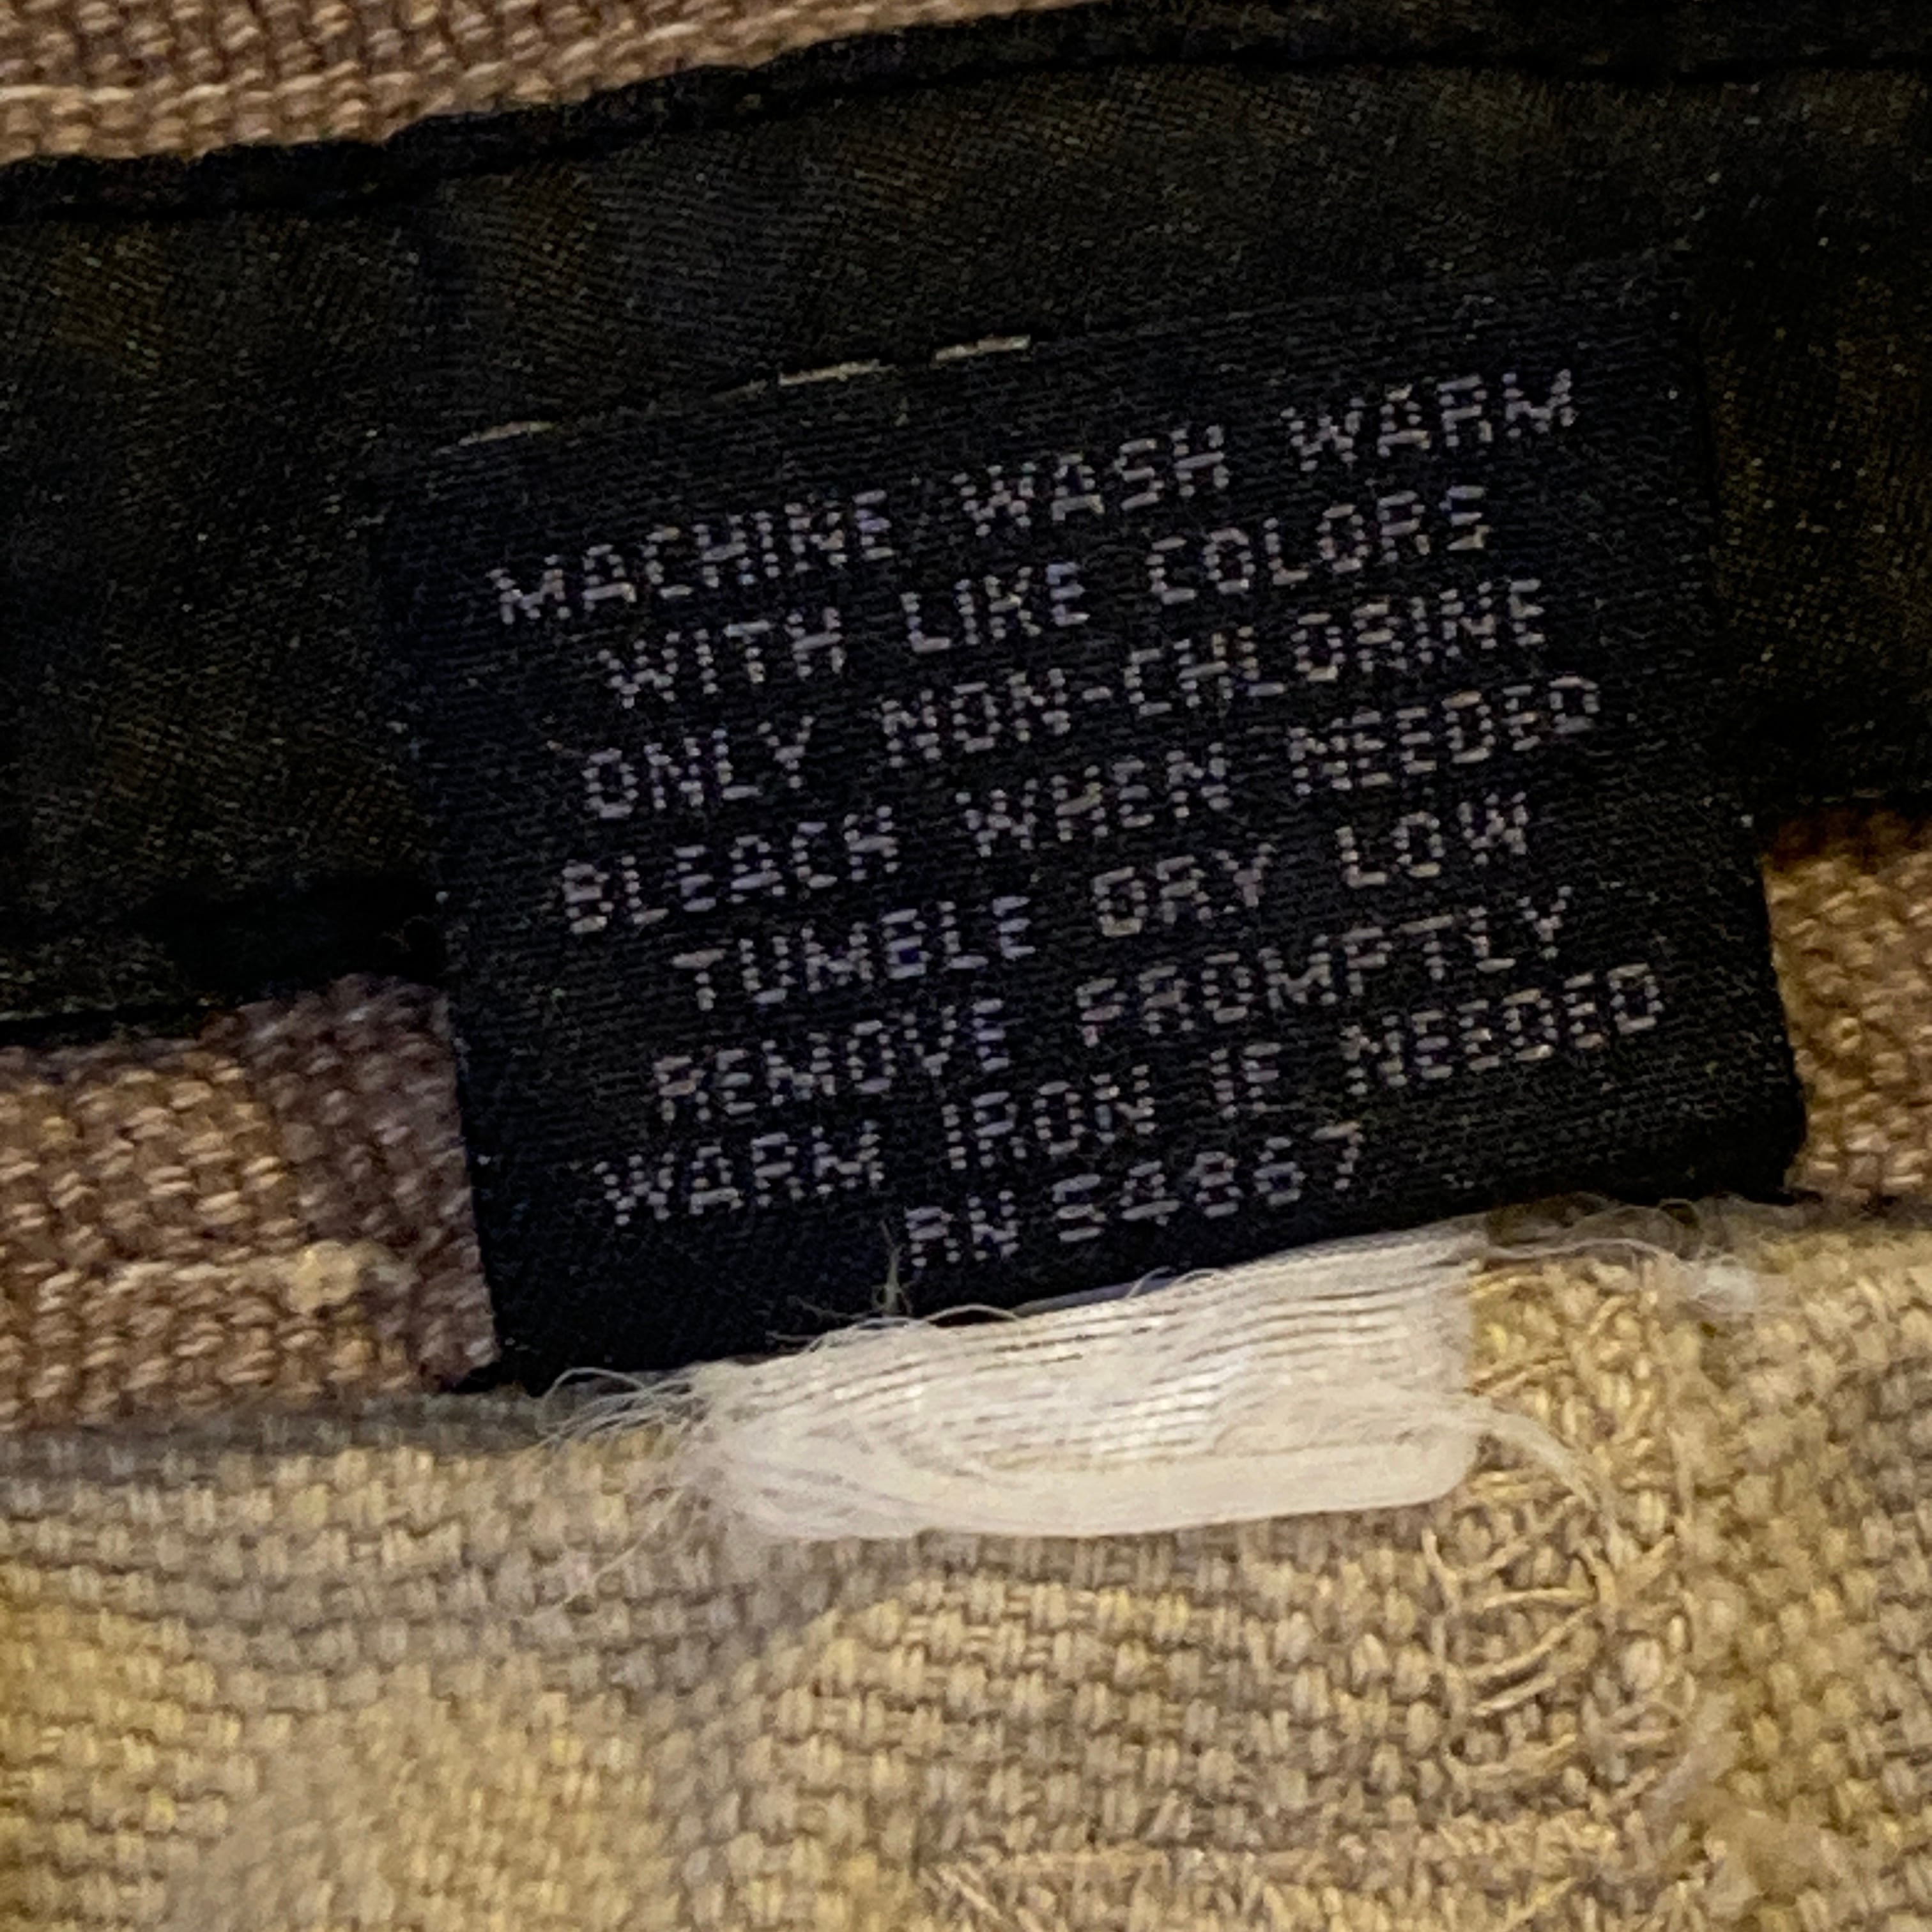 MACHINE WASH WARM
WITH LIKE COLORS
ONLY NON-CHLORINE
BLEACH WHEN NEEDED
TUMBLE DRY LOW
REMOVE PROMPTLY
WARM IRON IF NEEDED
RN 54867